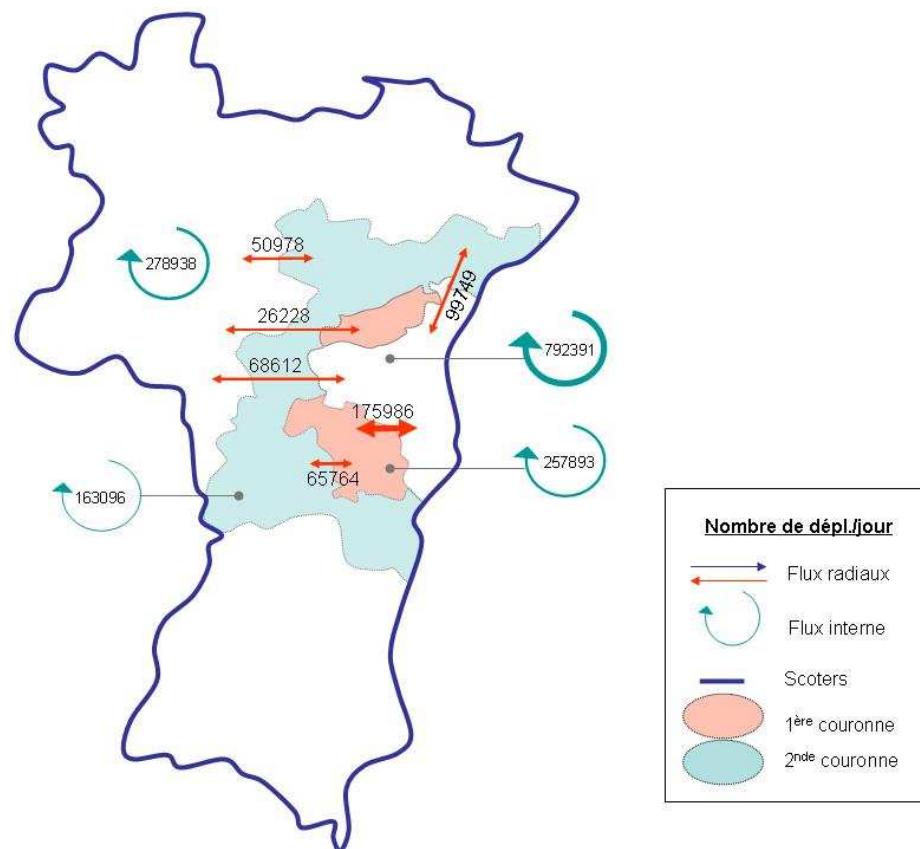 50978
278938
99749
26228
792391
68612
175986
257893
65764
163096
Nombre de dépl./jour
Flux radiaux
Flux interne
Scoters
1ère couronne
2nde couronne